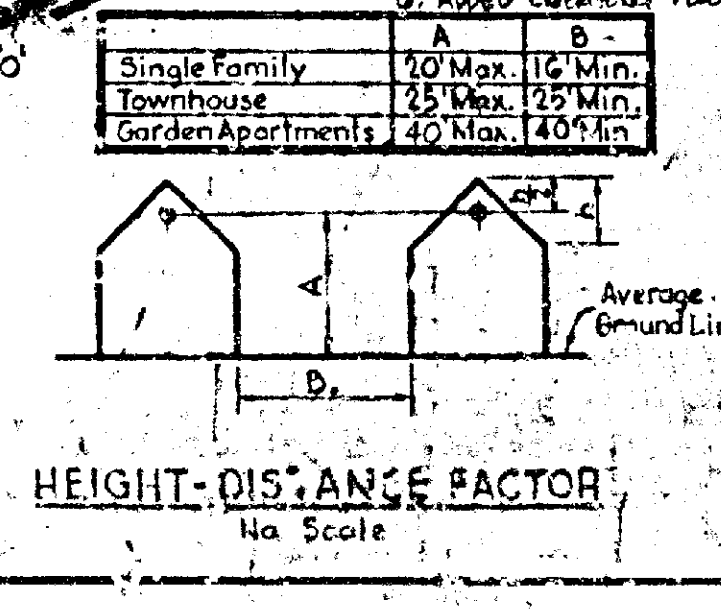 A B
Single Family 20' Max. 16' Min.
Townhouse 25' Max. 25' Min.
Garden Apartments 40' Max. 40' Min
A
Average
Ground
B
HEIGHT-DISTANCE FACTOR
No Scale